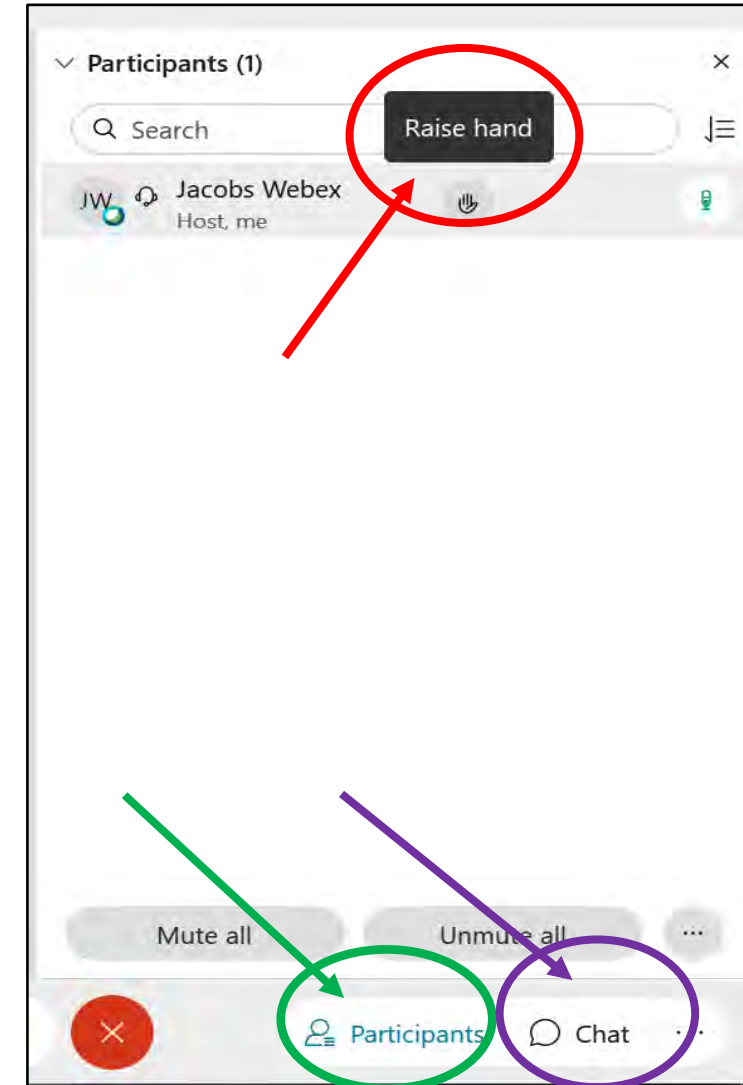 Participants (1)
Search
Raise hand
JW
Jacobs Webex
Host, me
Mute all
Unmute all
Participants
Chat